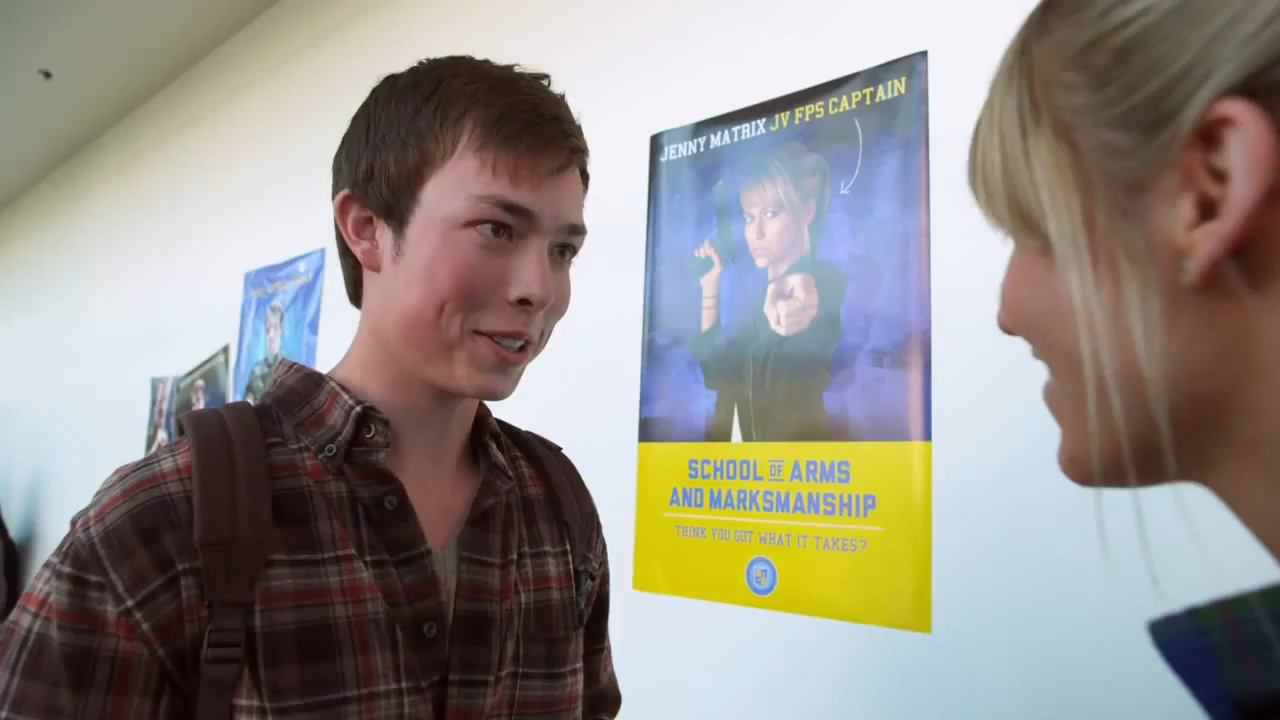 JENNY MATRIX JV FPS CAPTAIN
SCHOOL OF ARMS
AND MARKSMANSHIP
THINK YOU GOT WHAT IT TAKES?